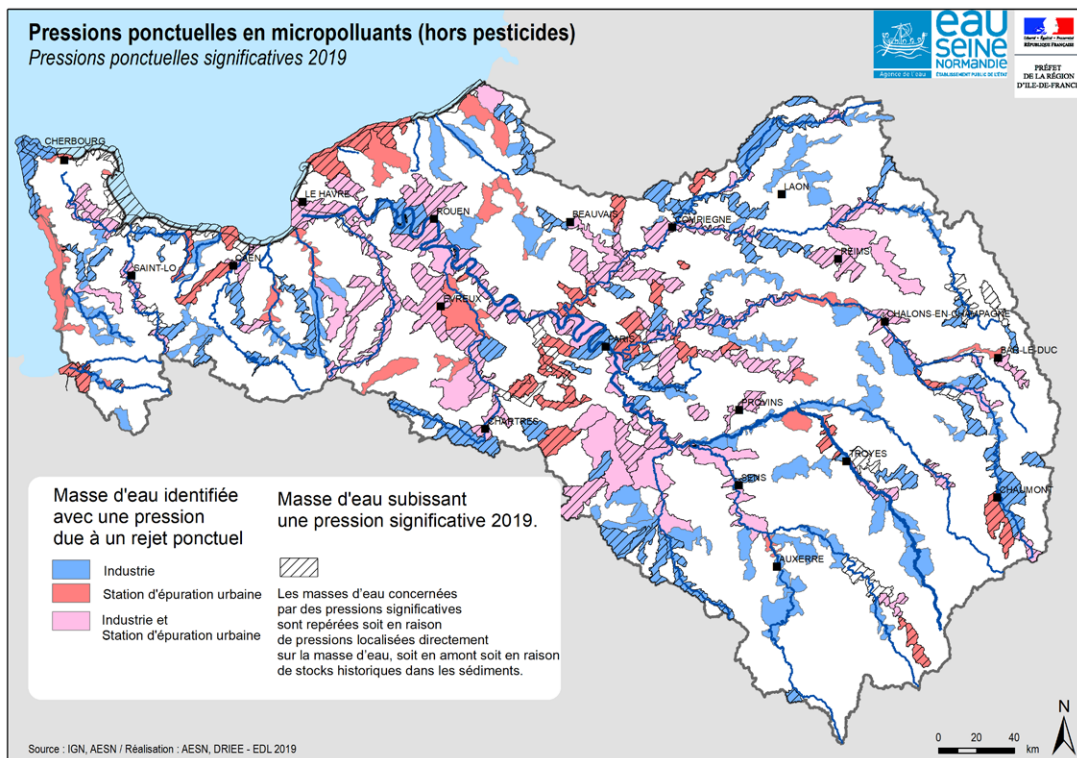 Pressions ponctuelles en micropolluants (hors pesticides)
Pressions ponctuelles significatives 2019
eau
SEINE
NORMANDIE
Agence de l'eau
ÉTABLISSEMENT PUBLIC DE L'ÉTAT
Liberté • Égalité • Fraternité
RÉPUBLIQUE FRANÇAISE
PRÉFET
DE LA RÉGION
D'ILE-DE-FRANCE
CHERBOURG
LE HAVRE
ROUEN
BEAUVAIS
COMPIEGNE
LAON
SAINT-LO
CAEN
REIMS
EVREUX
PARIS
CHALONS-EN-CHAMPAGNE
BAR-LE-DUC
PROVINS
CHARTRES
TROYES
SENS
CHAUMONT
AUXERRE
Masse d'eau identifiée
avec une pression
due à un rejet ponctuel
Industrie
Station d'épuration urbaine
Industrie et
Station d'épuration urbaine
Masse d'eau subissant
une pression significative 2019.
Les masses d'eau concernées
par des pressions significatives
sont repérées soit en raison
de pressions localisées directement
sur la masse d'eau, soit en amont soit en raison
de stocks historiques dans les sédiments.
Source : IGN, AESN / Réalisation : AESN, DRIEE - EDL 2019
N
0 20 40
km